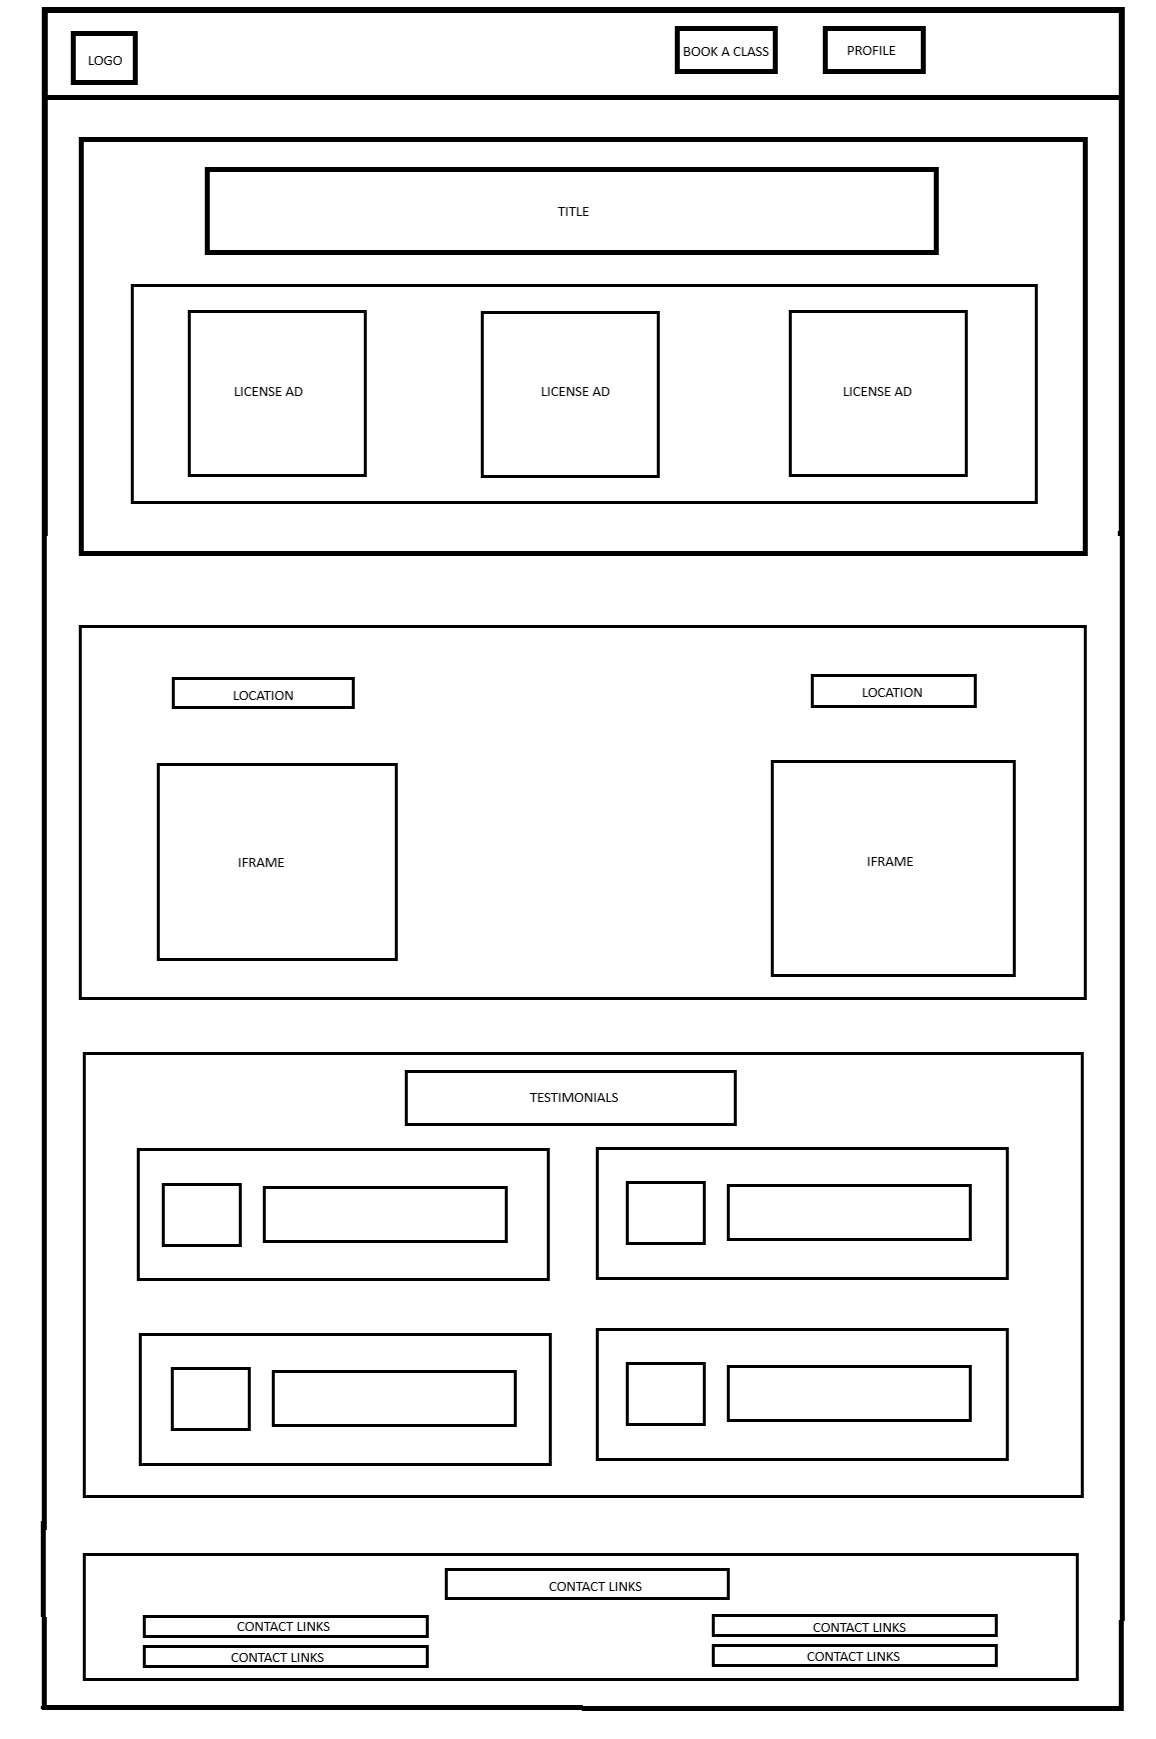 LOGO
BOOK A CLASS
PROFILE
TITLE
LICENSE AD
LICENSE AD
LICENSE AD
LOCATION
LOCATION
IFRAME
IFRAME
TESTIMONIALS
CONTACT LINKS
CONTACT LINKS
CONTACT LINKS
CONTACT LINKS
CONTACT LINKS